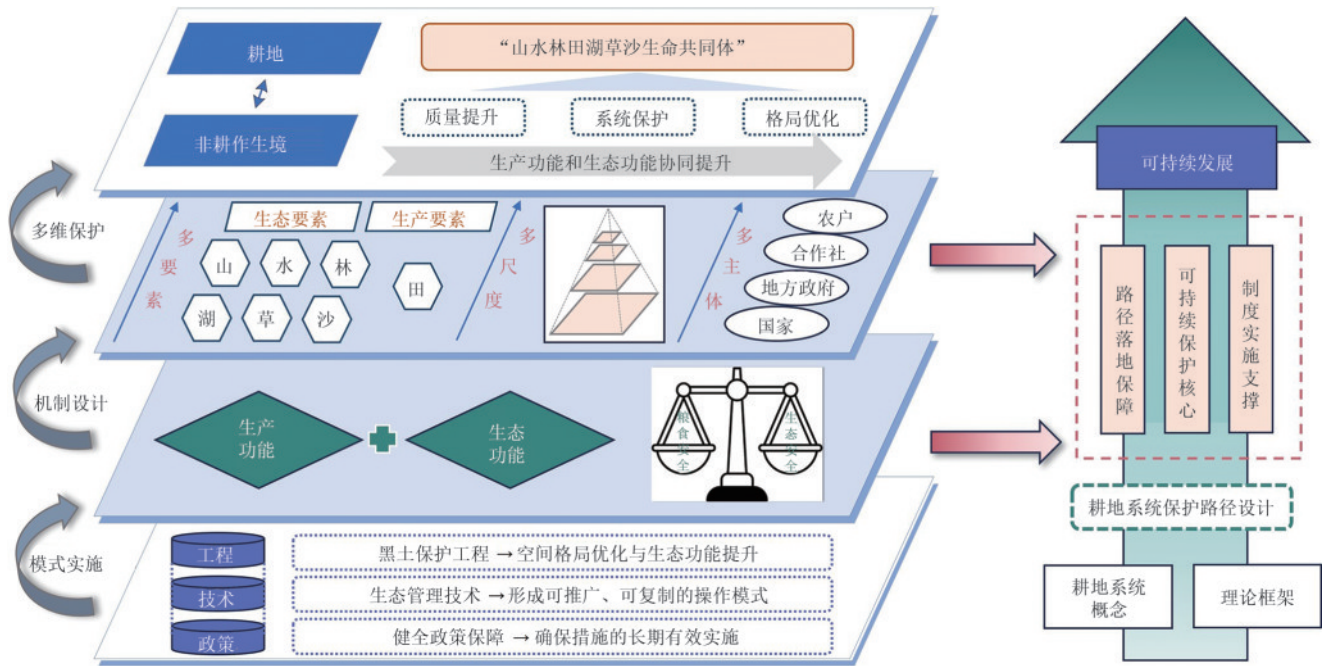 耕地
非耕作生境
“山水林田湖草沙生命共同体”
质量提升
系统保护
格局优化
生产功能和生态功能协同提升
多维保护
多要素
生态要素
生产要素
山
水
林
湖
草
沙
田
多尺度
多主体
农户
合作社
地方政府
国家
机制设计
生产
功能
生态
功能
粮食安全
生态安全
模式实施
工程
黑土保护工程→空间格局优化与生态功能提升
技术
生态管理技术→形成可推广、可复制的操作模式
政策
健全政策保障→确保措施的长期有效实施
可持续发展
路径落地保障
可持续保护核心
制度实施支撑
耕地系统保护路径设计
耕地系统
概念
理论框架